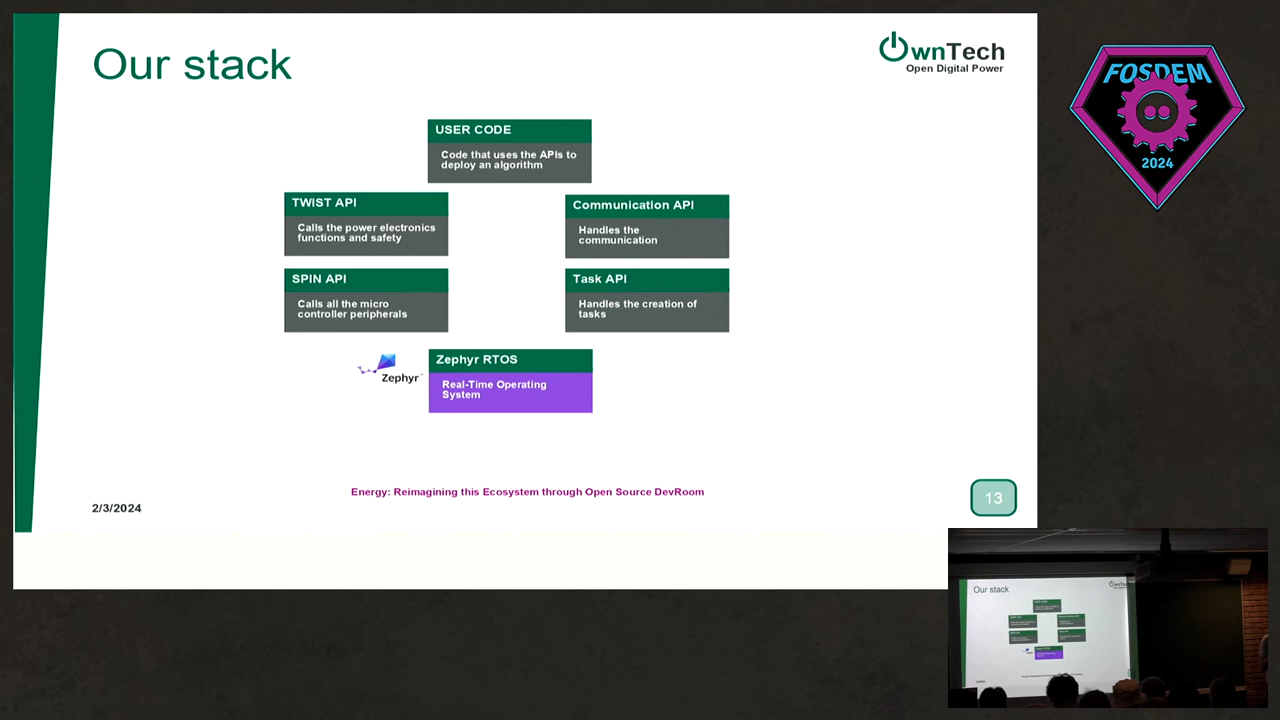 Our stack
OwnTech
Open Digital Power
USER CODE
Code that uses the APIs to
deploy an algorithm
TWIST API
Calls the power electronics
functions and safety
Communication API
Handles the
communication
SPIN API
Calls all the micro
controller peripherals
Task API
Handles the creation of
tasks
Zephyr
Zephyr RTOS
Real-Time Operating
System
Energy: Reimagining this Ecosystem through Open Source DevRoom
2/3/2024
13
FOSDEM
2024
Our stack
OwnTech